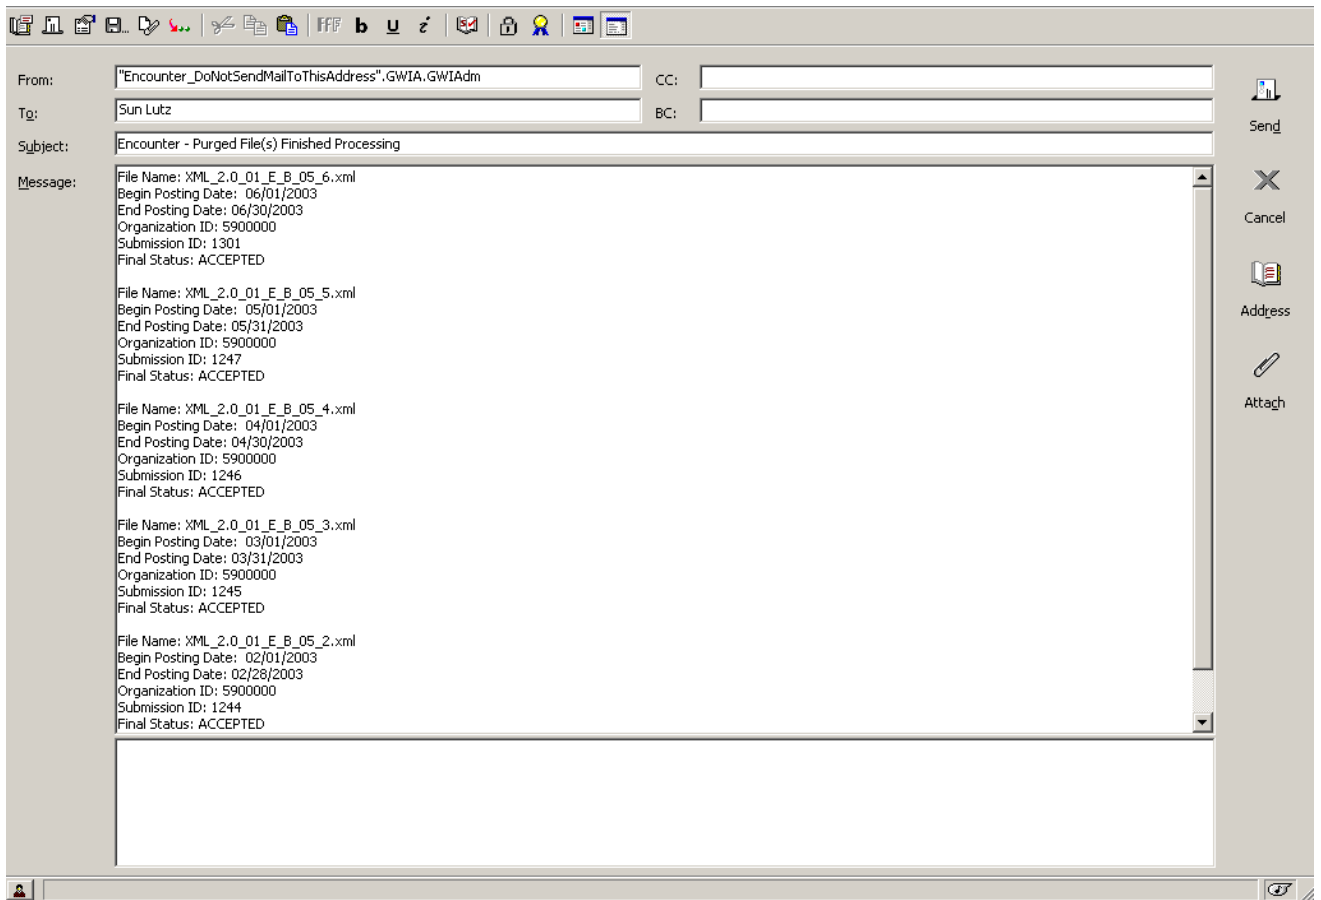 FFF b u i
From: "Encounter_DoNotSendMailToThisAddress".GWIA.GWIAdm CC:
To: Sun Lutz BC:
Subject: Encounter - Purged File(s) Finished Processing
Message:
File Name: XML_2.0_01_E_B_05_6.xml
Begin Posting Date:  06/01/2003
End Posting Date: 06/30/2003
Organization ID: 5900000
Submission ID: 1301
Final Status: ACCEPTED
File Name: XML_2.0_01_E_B_05_5.xml
Begin Posting Date:  05/01/2003
End Posting Date: 05/31/2003
Organization ID: 5900000
Submission ID: 1247
Final Status: ACCEPTED
File Name: XML_2.0_01_E_B_05_4.xml
Begin Posting Date:  04/01/2003
End Posting Date: 04/30/2003
Organization ID: 5900000
Submission ID: 1246
Final Status: ACCEPTED
File Name: XML_2.0_01_E_B_05_3.xml
Begin Posting Date:  03/01/2003
End Posting Date: 03/31/2003
Organization ID: 5900000
Submission ID: 1245
Final Status: ACCEPTED
File Name: XML_2.0_01_E_B_05_2.xml
Begin Posting Date:  02/01/2003
End Posting Date: 02/28/2003
Organization ID: 5900000
Submission ID: 1244
Final Status: ACCEPTED
Send
Cancel
Address
Attach